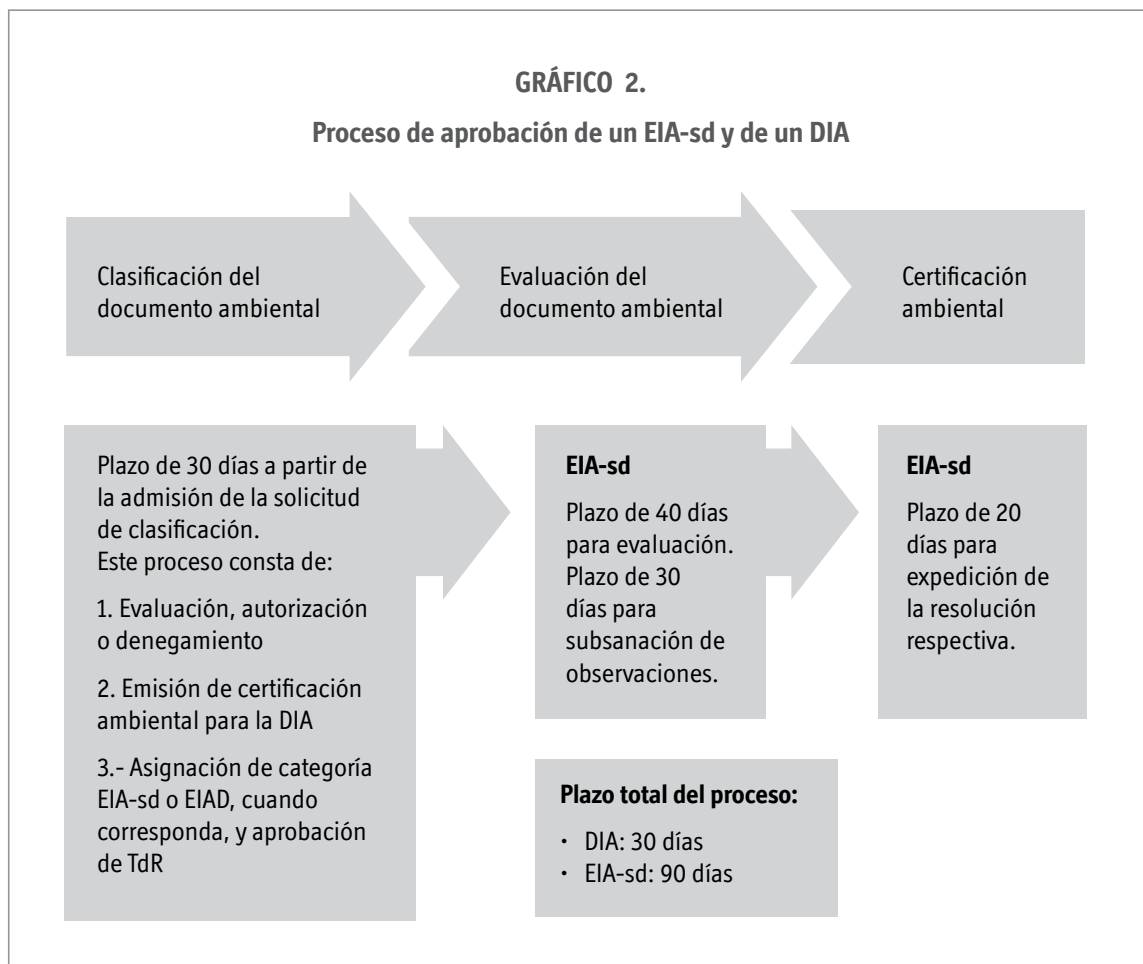 GRÁFICO 2.
Proceso de aprobación de un EIA-sd y de un DIA
Clasificación del
documento ambiental
Evaluación del
documento ambiental
Certificación
ambiental
Plazo de 30 días a partir de
la admisión de la solicitud
de clasificación.
Este proceso consta de:
1. Evaluación, autorización
o denegamiento
2. Emisión de certificación
ambiental para la DIA
3.- Asignación de categoría
EIA-sd o EIAD, cuando
corresponda, y aprobación
de TdR
EIA-sd
Plazo de 40 días
para evaluación.
Plazo de 30
días para
subsanación de
observaciones.
EIA-sd
Plazo de 20
días para
expedición de
la resolución
respectiva.
Plazo total del proceso:
• DIA: 30 días
• EIA-sd: 90 días